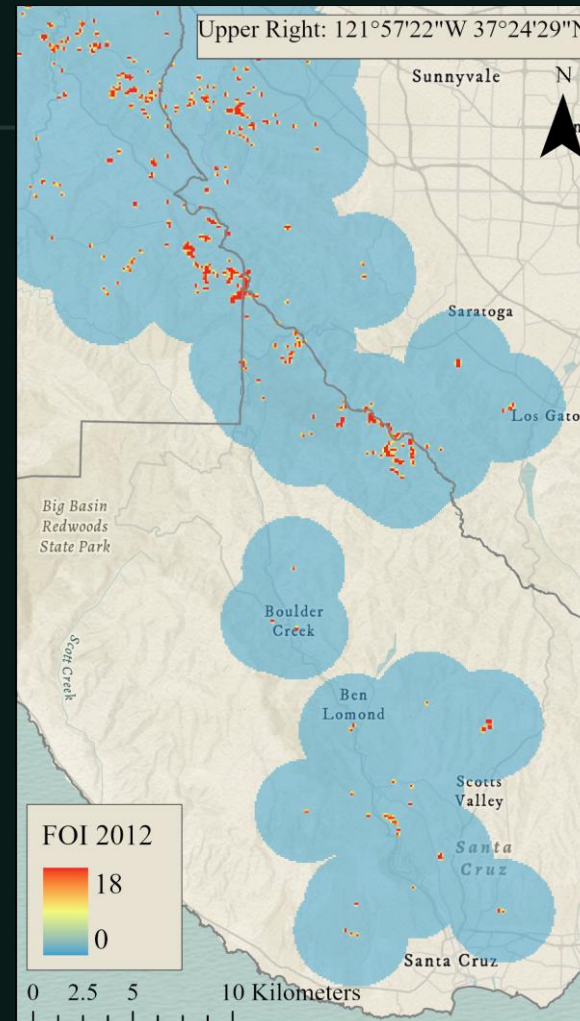 Upper Right: 121°57'22"W 37°24'29"N
Sunnyvale
N
Saratoga
Los Gato
Big Basin
Redwoods
State Park
Boulder
Creek
Scott Creek
Ben
Lomond
Scotts
Valley
Santa
Cruz
FOI 2012
18
0
Santa Cruz
0 2.5 5 10 Kilometers